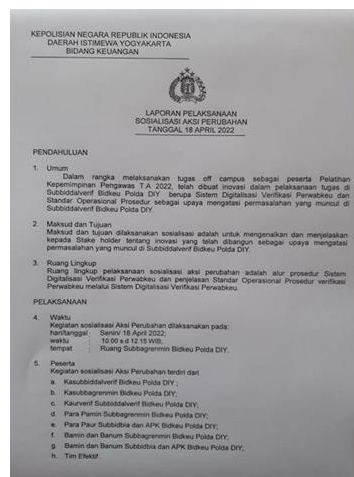 KEPOLISIAN NEGARA REPUBLIK INDONESIA
DAERAH ISTIMEWA YOGYAKARTA
BIDANG KEUANGAN
LAPORAN PELAKSANAAN
SOSIALISASI AKSI PERUBAHAN
TANGGAL 18 APRIL 2022
PENDAHULUAN
1. Umum
Dalam rangka melaksanakan tugas off campus sebagai peserta Pelatihan
Kepemimpinan Pengawas T.A 2022, telah dibuat inovasi dalam pelaksanaan tugas di
Subbiddalverif Bidkeu Polda DIY berupa Sistem Digitalisasi Verifikasi Perwabkeu dan
Standar Operasional Prosedur sebagai upaya mengatasi permasalahan yang muncul di
Subbiddalverif Bidkeu Polda DIY.
2. Maksud dan Tujuan
Maksud dan tujuan dilaksanakan sosialisasi adalah untuk mengenalkan dan menjelaskan
kepada Stake holder tentang inovasi yang telah dibangun sebagai upaya mengatasi
permasalahan yang muncul di Subbiddalverif Bidkeu Polda DIY.
3. Ruang Lingkup
Ruang lingkup pelaksanaan sosialisasi aksi perubahan adalah alur prosedur Sistem
Digitalisasi Verifikasi Perwabkeu dan penjelasan Standar Operasional Prosedur verifikasi
Perwabkeu melalui Sistem Digitalisasi Verifikasi Perwabkeu.
PELAKSANAAN
4. Waktu
Kegiatan sosialisasi Aksi Perubahan dilaksanakan pada:
hari/tanggal : Senin/ 18 April 2022;
waktu : 10.00 s.d 12.15 WIB;
tempat : Ruang Subbagrenmin Bidkeu Polda DIY.
5. Peserta
Kegiatan sosialisasi Aksi Perubahan terdiri dari
a. Kasubbiddalverif Bidkeu Polda DIY;
b. Kasubbagrenmin Bidkeu Polda DIY;
c. Kaurverif Subbiddalverif Bidkeu Polda DIY;
d. Para Pamin Subbagrenmin Bidkeu Polda DIY;
e. Para Paur Subbidbia dan APK Bidkeu Polda DIY;
f. Bamin dan Banum Subbagrenmin Bidkeu Polda DIY;
g. Bamin dan Banum Subbidbia dan APK Bidkeu Polda DIY;
h. Tim Efektif.